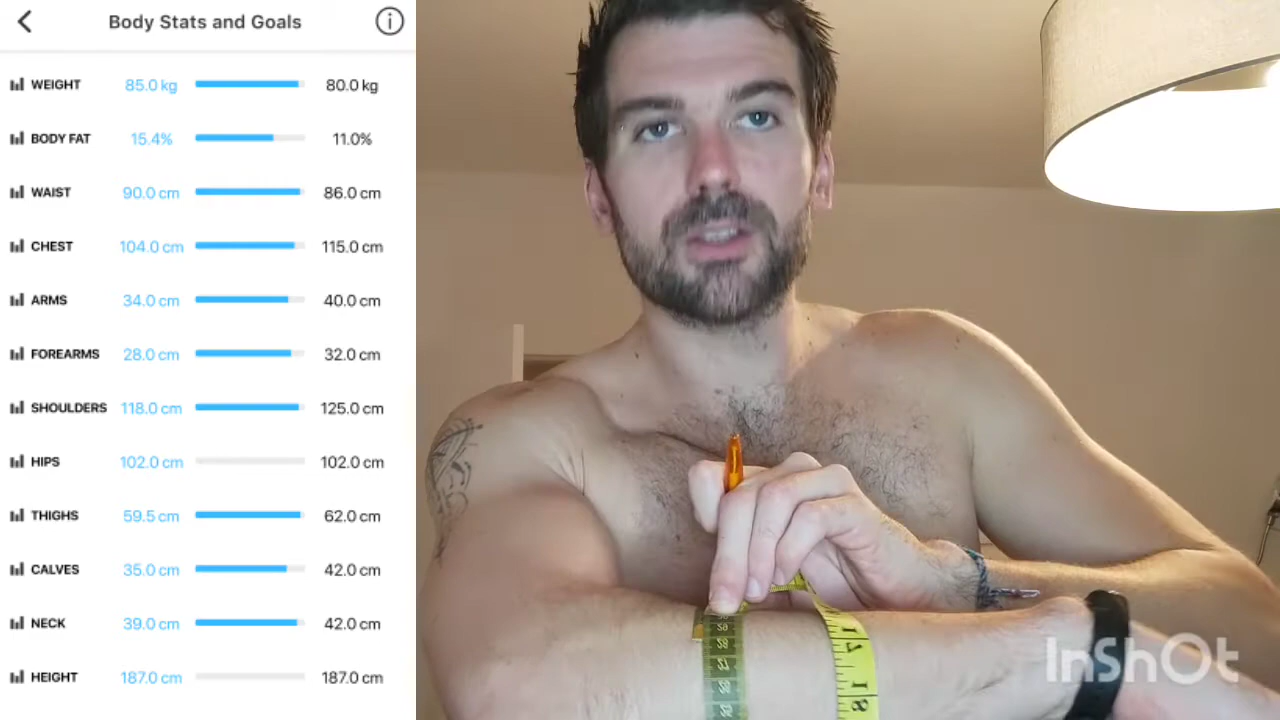 Body Stats and Goals
WEIGHT 85.0 kg 80.0 kg
BODY FAT 15.4% 11.0%
WAIST 90.0 cm 86.0 cm
CHEST 104.0 cm 115.0 cm
ARMS 34.0 cm 40.0 cm
FOREARMS 28.0 cm 32.0 cm
SHOULDERS 118.0 cm 125.0 cm
HIPS 102.0 cm 102.0 cm
THIGHS 59.5 cm 62.0 cm
CALVES 35.0 cm 42.0 cm
NECK 39.0 cm 42.0 cm
HEIGHT 187.0 cm 187.0 cm
InShOt